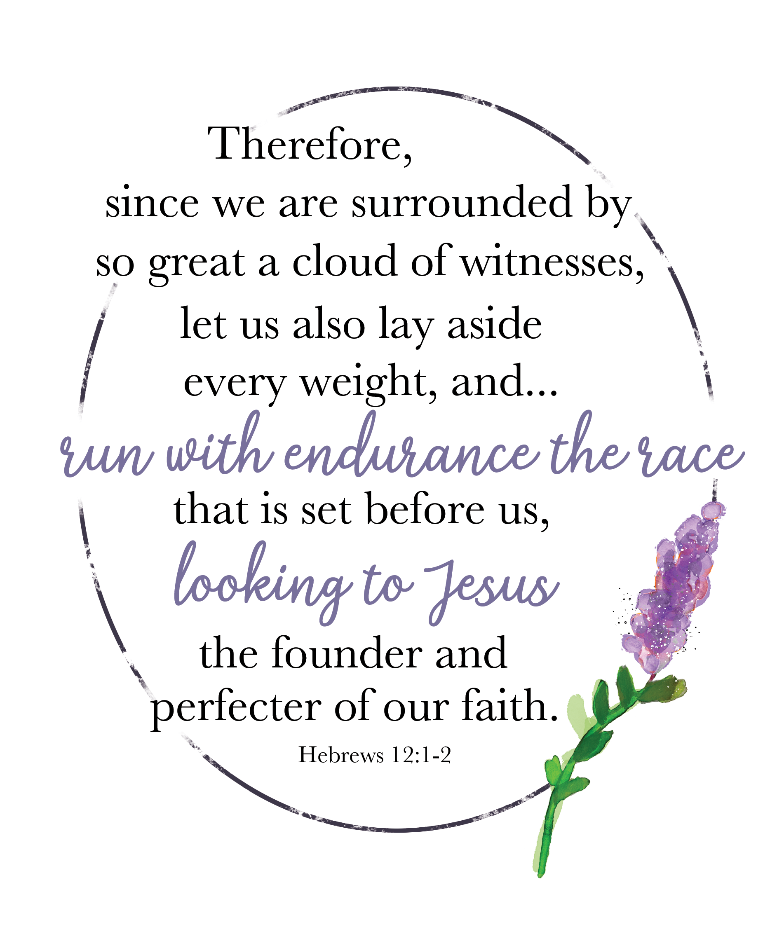 Therefore,
since we are surrounded by
so great a cloud of witnesses,
let us also lay aside
every weight, and...
run with endurance the race
that is set before us,
looking to Jesus
the founder and
perfecter of our faith.
Hebrews 12:1-2